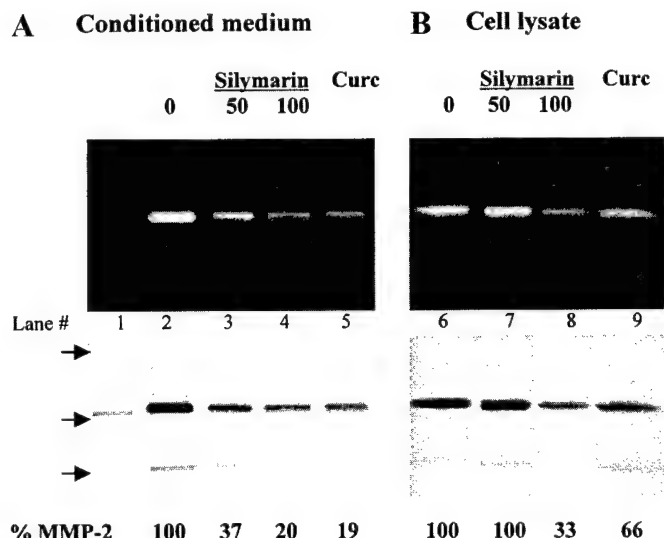 A Conditioned medium B Cell lysate
Silymarin Curc Silymarin Curc
0 50 100 0 50 100
Lane # 1 2 3 4 5 6 7 8 9
% MMP-2 100 37 20 19 100 100 33 66